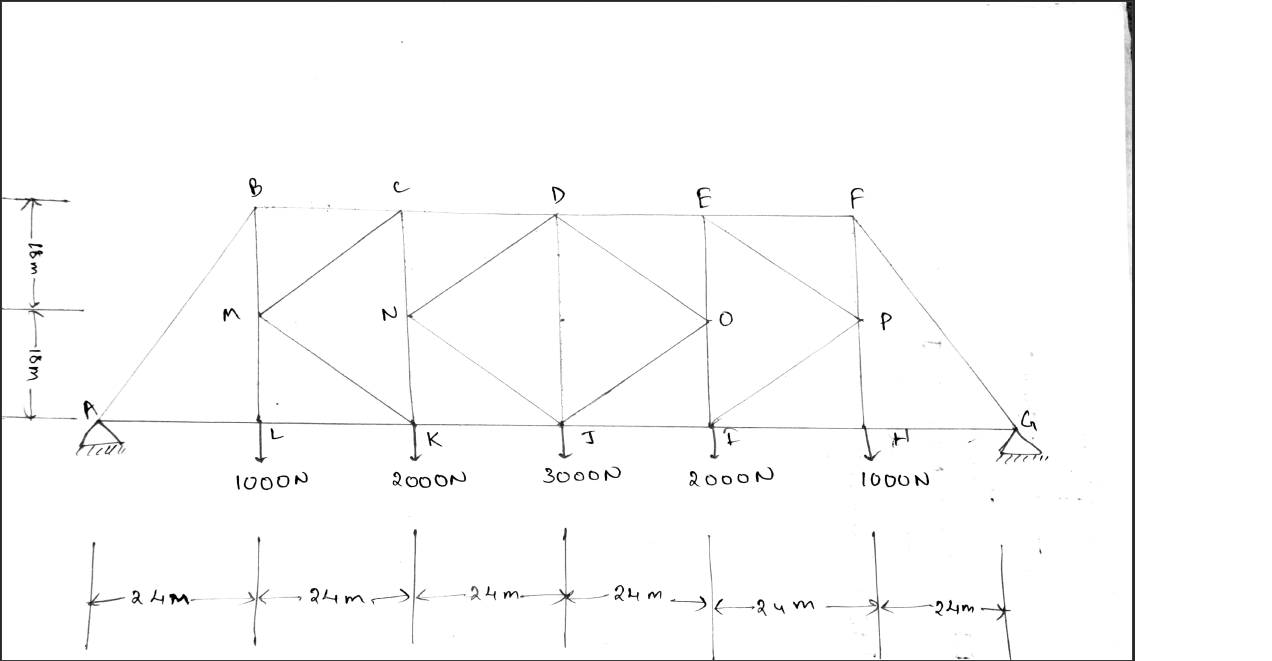 B C D E F
18m
M N O P
18m
A L K J I H G
1000N 2000N 3000N 2000N 1000N
24m 24m 24m 24m 24m 24m